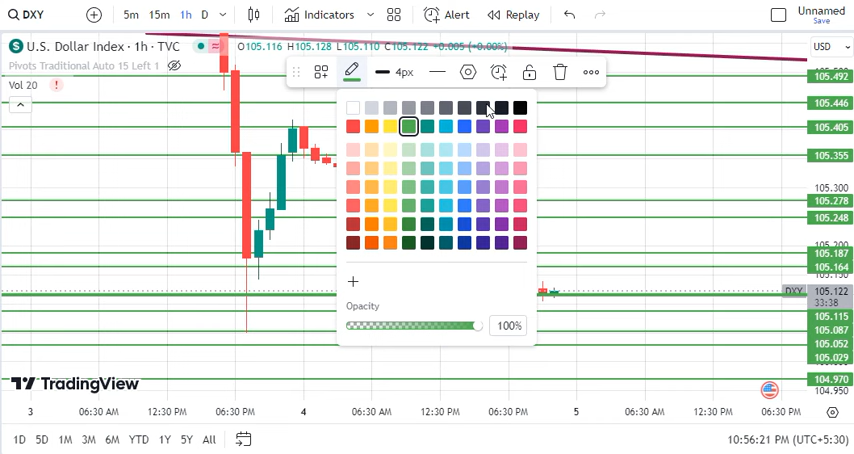 DXY 5m 15m 1h D Indicators Alert Replay Unnamed
Save
U.S. Dollar Index · 1h · TVC O105.116 H105.128 L105.110 C105.122 +0.005 (+0.00%) USD
Pivots Traditional Auto 15 Left 1
4px
Vol 20
105.492
105.446
105.405
105.355
105.300
105.278
105.248
105.187
105.164
DXY 105.122
33:38
105.115
105.087
105.052
105.029
104.970
104.950
Opacity
100%
TradingView
3 06:30 AM 12:30 PM 06:30 PM 4 06:30 AM 12:30 PM 06:30 PM 5 06:30 AM 12:30 PM 06:30 PM
1D 5D 1M 3M 6M YTD 1Y 5Y All 10:56:21 PM (UTC+5:30)